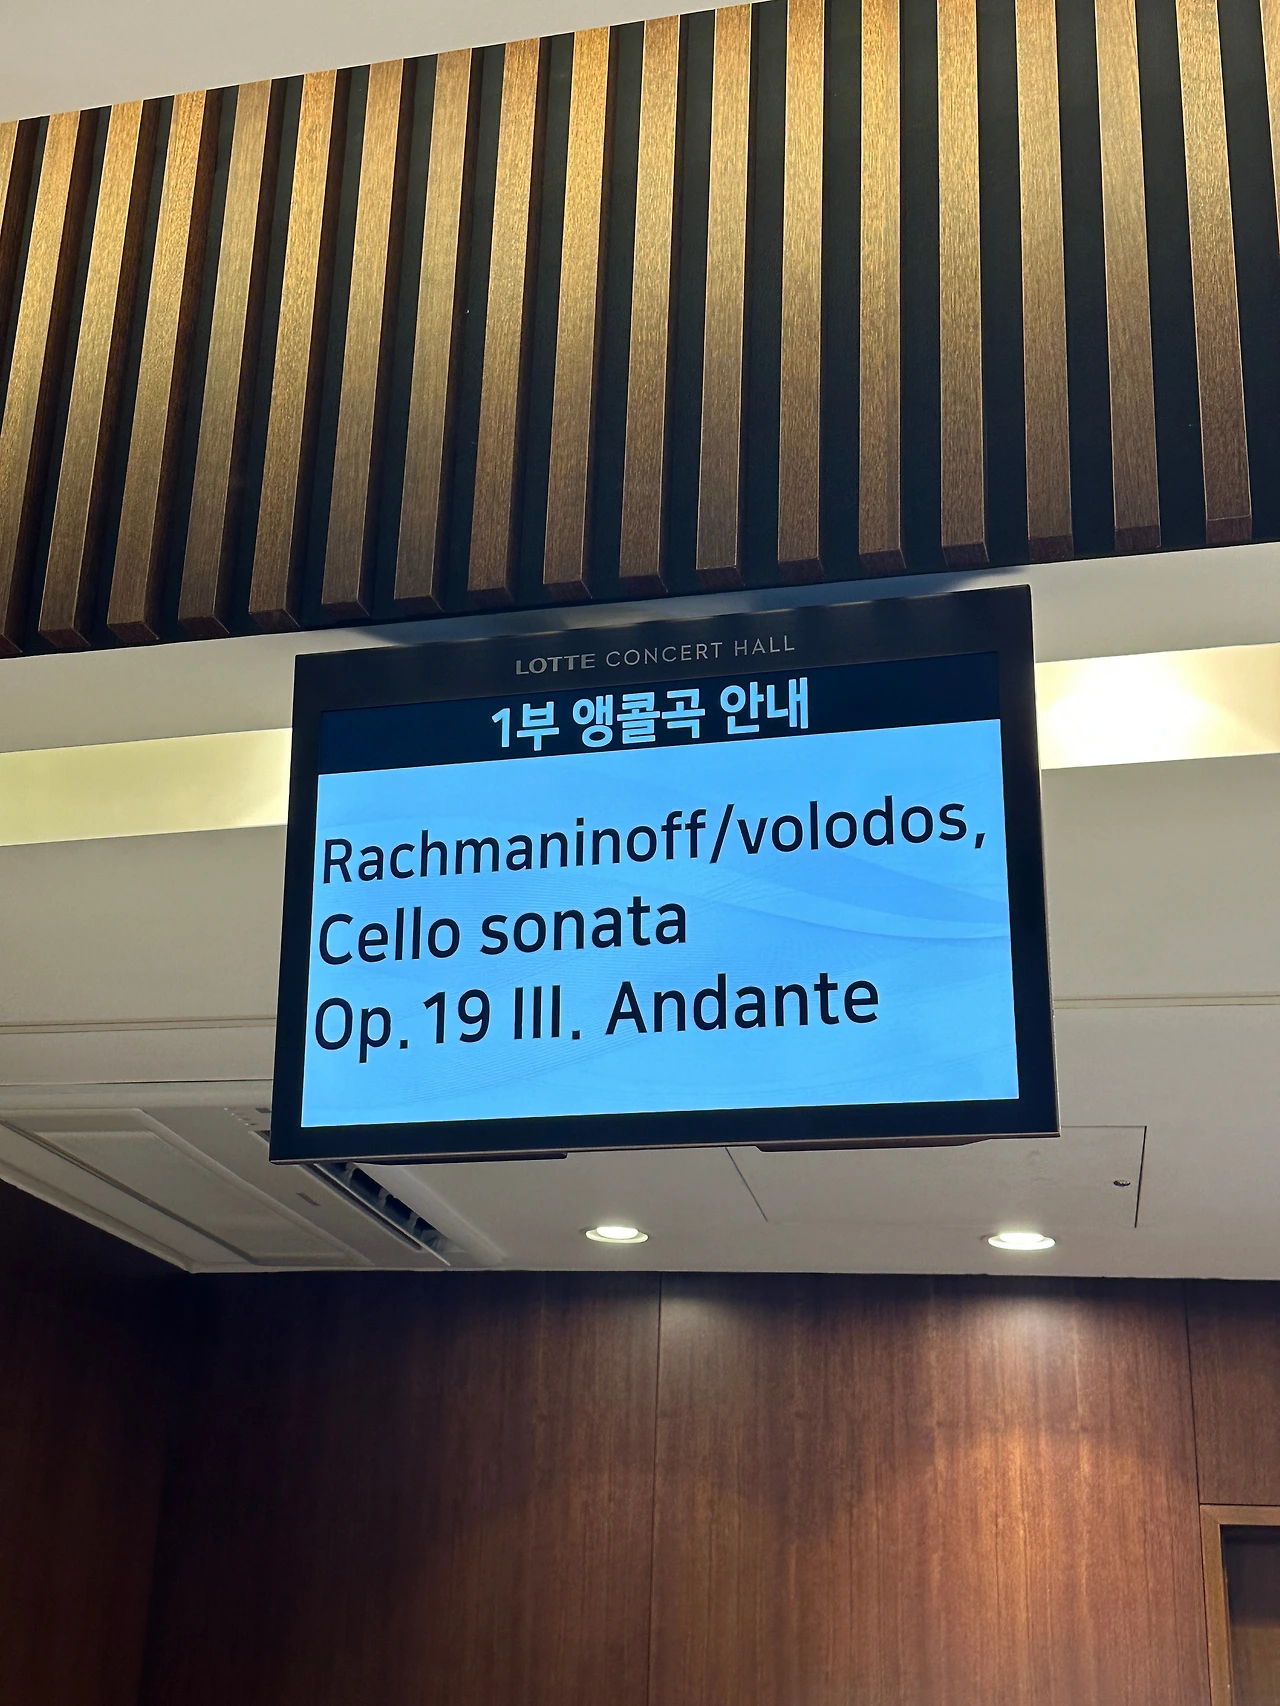 LOTTE CONCERT HALL
1부 앵콜곡 안내
Rachmaninoff/volodos,
Cello sonata
Op. 19 III. Andante